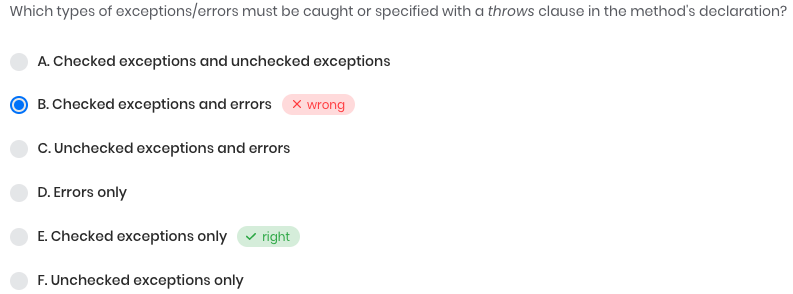 Which types of exceptions/errors must be caught or specified with a throws clause in the method's declaration?
A. Checked exceptions and unchecked exceptions
B. Checked exceptions and errors × wrong
C. Unchecked exceptions and errors
D. Errors only
E. Checked exceptions only ✓ right
F. Unchecked exceptions only